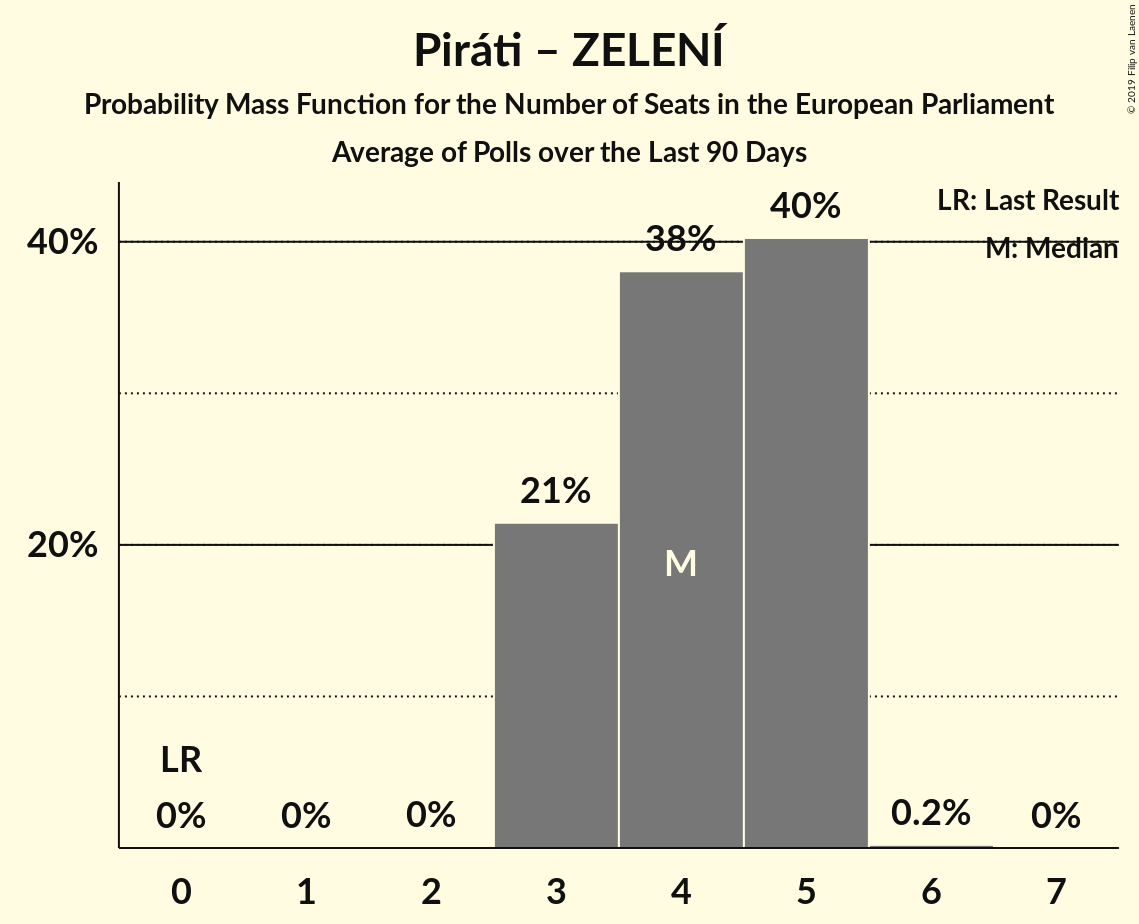 Piráti – ZELENÍ
Probability Mass Function for the Number of Seats in the European Parliament
Average of Polls over the Last 90 Days
© 2019 Filip van Laenen
LR: Last Result
M: Median
40%
20%
LR
0%
0%
0%
21%
38%
M
40%
0.2%
0%
0 1 2 3 4 5 6 7